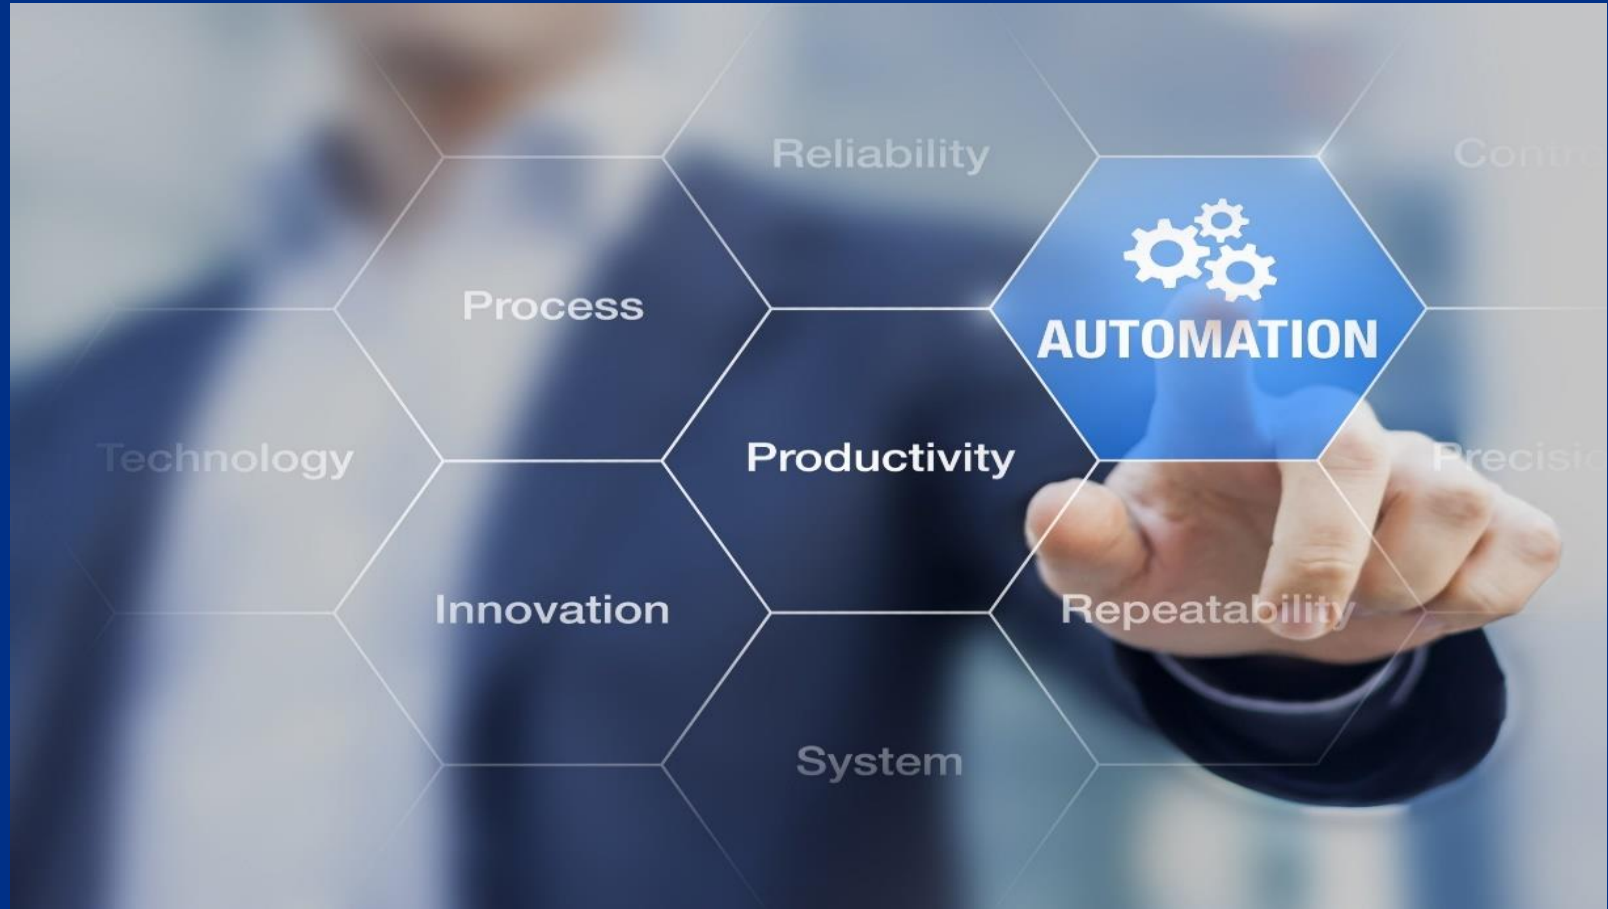 Reliability
AUTOMATION
Process
Technology
Productivity
Innovation
Repeatability
System